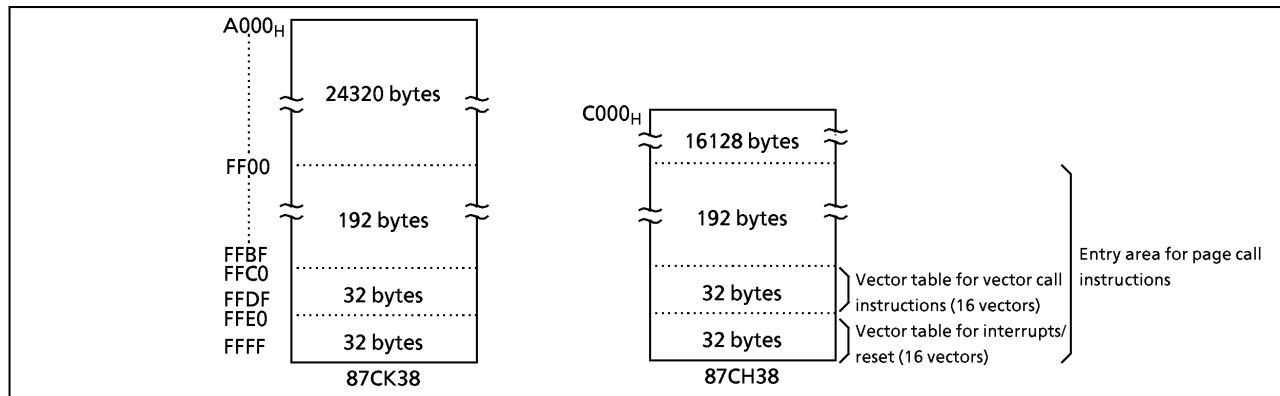 A000H
24320 bytes
C000H
16128 bytes
FF00
192 bytes
192 bytes
FFBF
FFC0
Entry area for page call
instructions
32 bytes
32 bytes
Vector table for vector call
instructions (16 vectors)
FFDF
FFE0
32 bytes
32 bytes
Vector table for interrupts/
reset (16 vectors)
FFFF
87CK38
87CH38